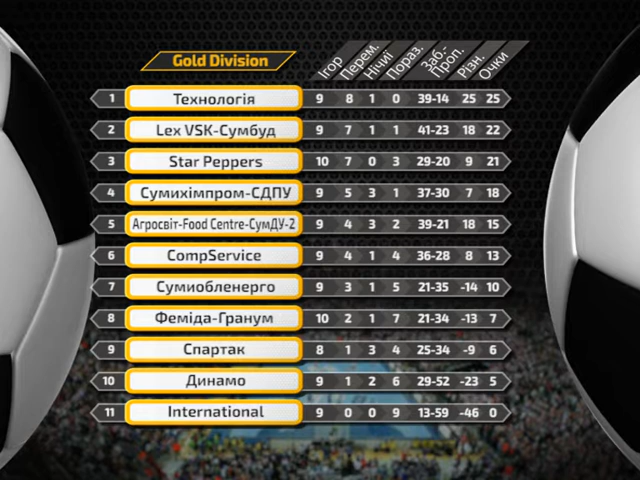 Gold Division Ігор Перем. Нічиї Пораз. Заб.-Проп. Різн. Очки
1 Технологія 9 8 1 0 39-14 25 25
2 Lex VSK-Сумбуд 9 7 1 1 41-23 18 22
3 Star Peppers 10 7 0 3 29-20 9 21
4 Сумихімпром-СДПУ 9 5 3 1 37-30 7 18
5 Агросвіт-Food Centre-СумДУ-2 9 4 3 2 39-21 18 15
6 CompService 9 4 1 4 36-28 8 13
7 Сумиобленерго 9 3 1 5 21-35 -14 10
8 Феміда-Гранум 10 2 1 7 21-34 -13 7
9 Спартак 8 1 3 4 25-34 -9 6
10 Динамо 9 1 2 6 29-52 -23 5
11 International 9 0 0 9 13-59 -46 0